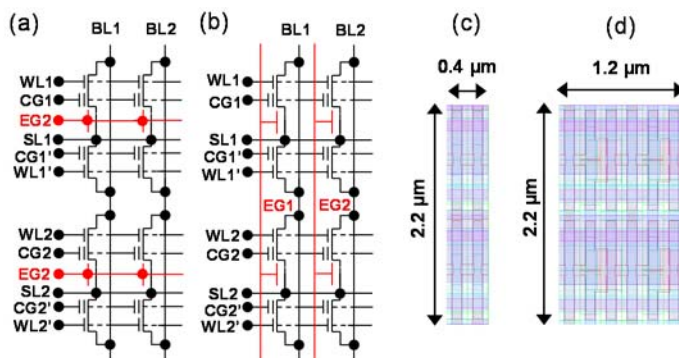 (a)
BL1 BL2
WL1
CG1
EG2
SL1
CG1'
WL1'
WL2
CG2
EG2
SL2
CG2'
WL2'
(b)
BL1 BL2
WL1
CG1
SL1
CG1'
WL1'
EG1 EG2
WL2
CG2
SL2
CG2'
WL2'
(c)
0.4 µm
2.2 µm
(d)
1.2 µm
2.2 µm